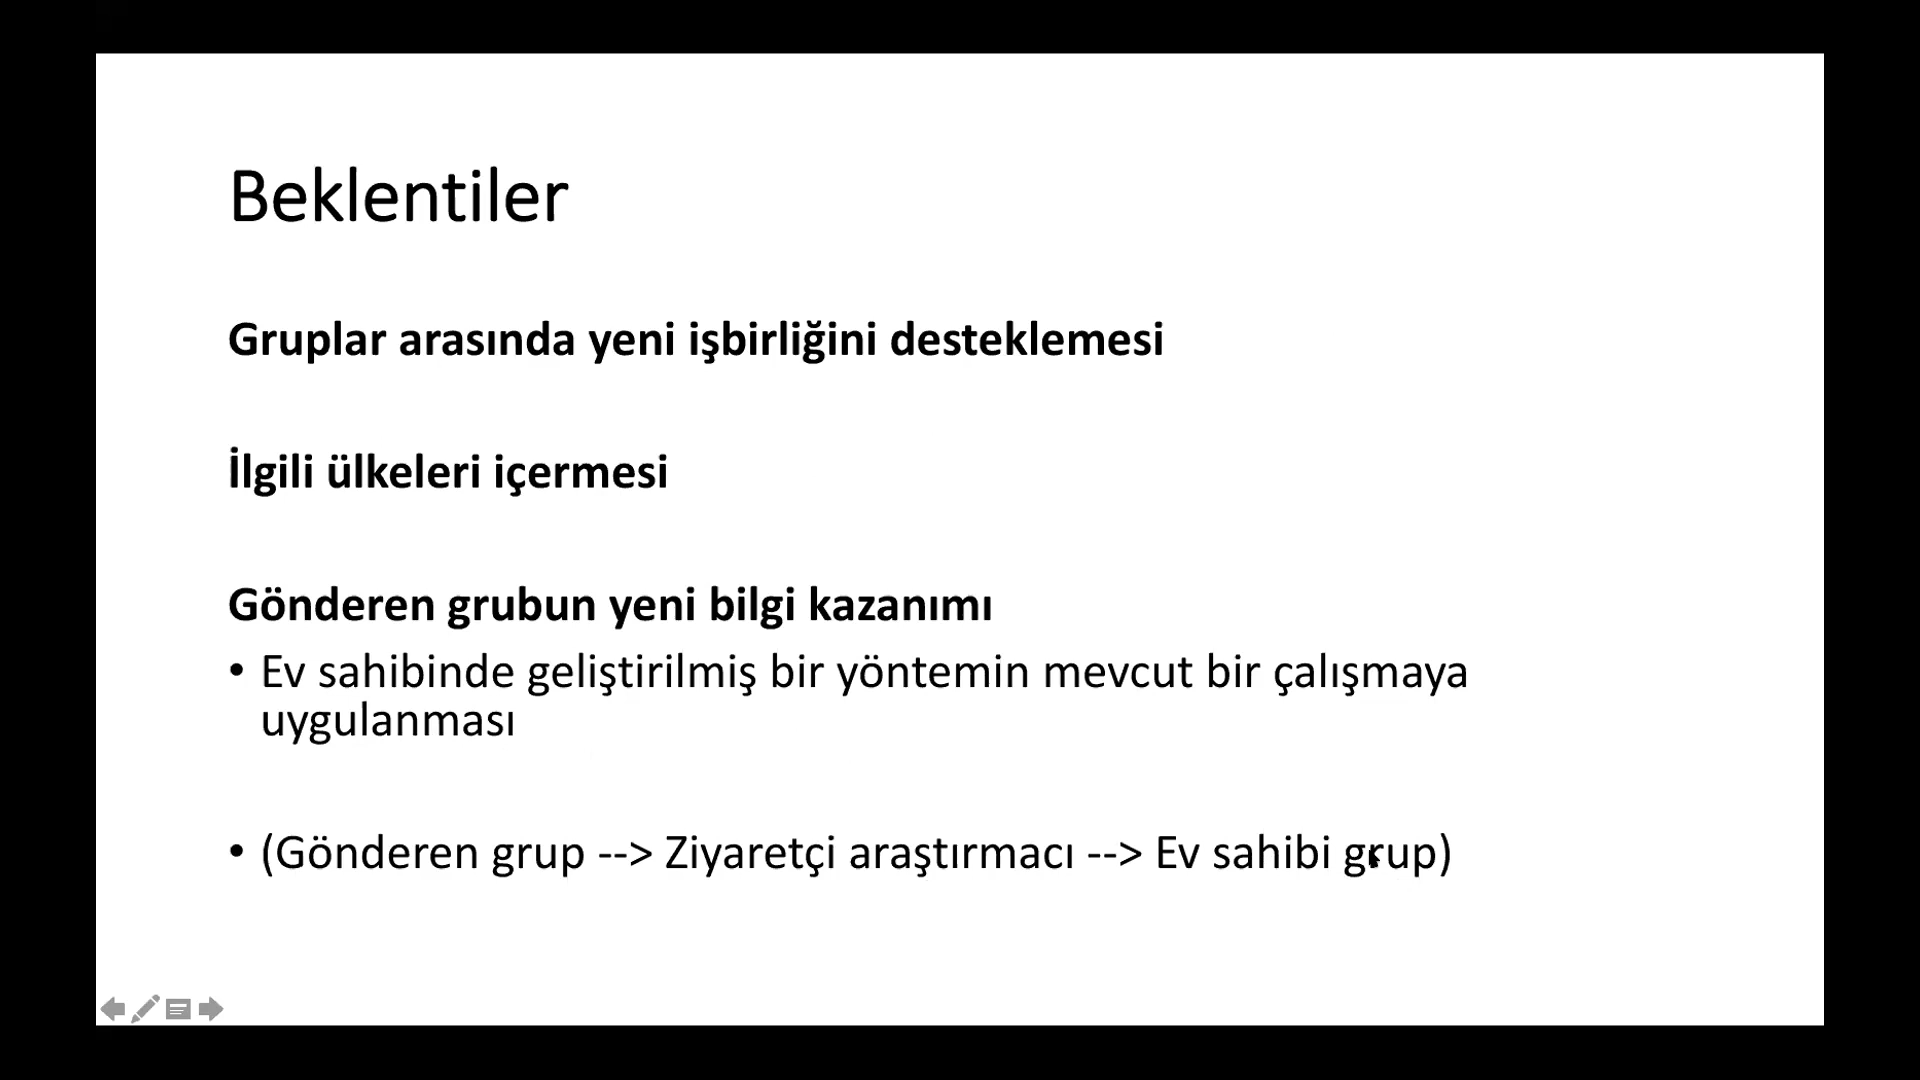 Beklentiler
Gruplar arasında yeni işbirliğini desteklemesi
İlgili ülkeleri içermesi
Gönderen grubun yeni bilgi kazanımı
• Ev sahibinde geliştirilmiş bir yöntemin mevcut bir çalışmaya
uygulanması
• (Gönderen grup --> Ziyaretçi araştırmacı --> Ev sahibi grup)